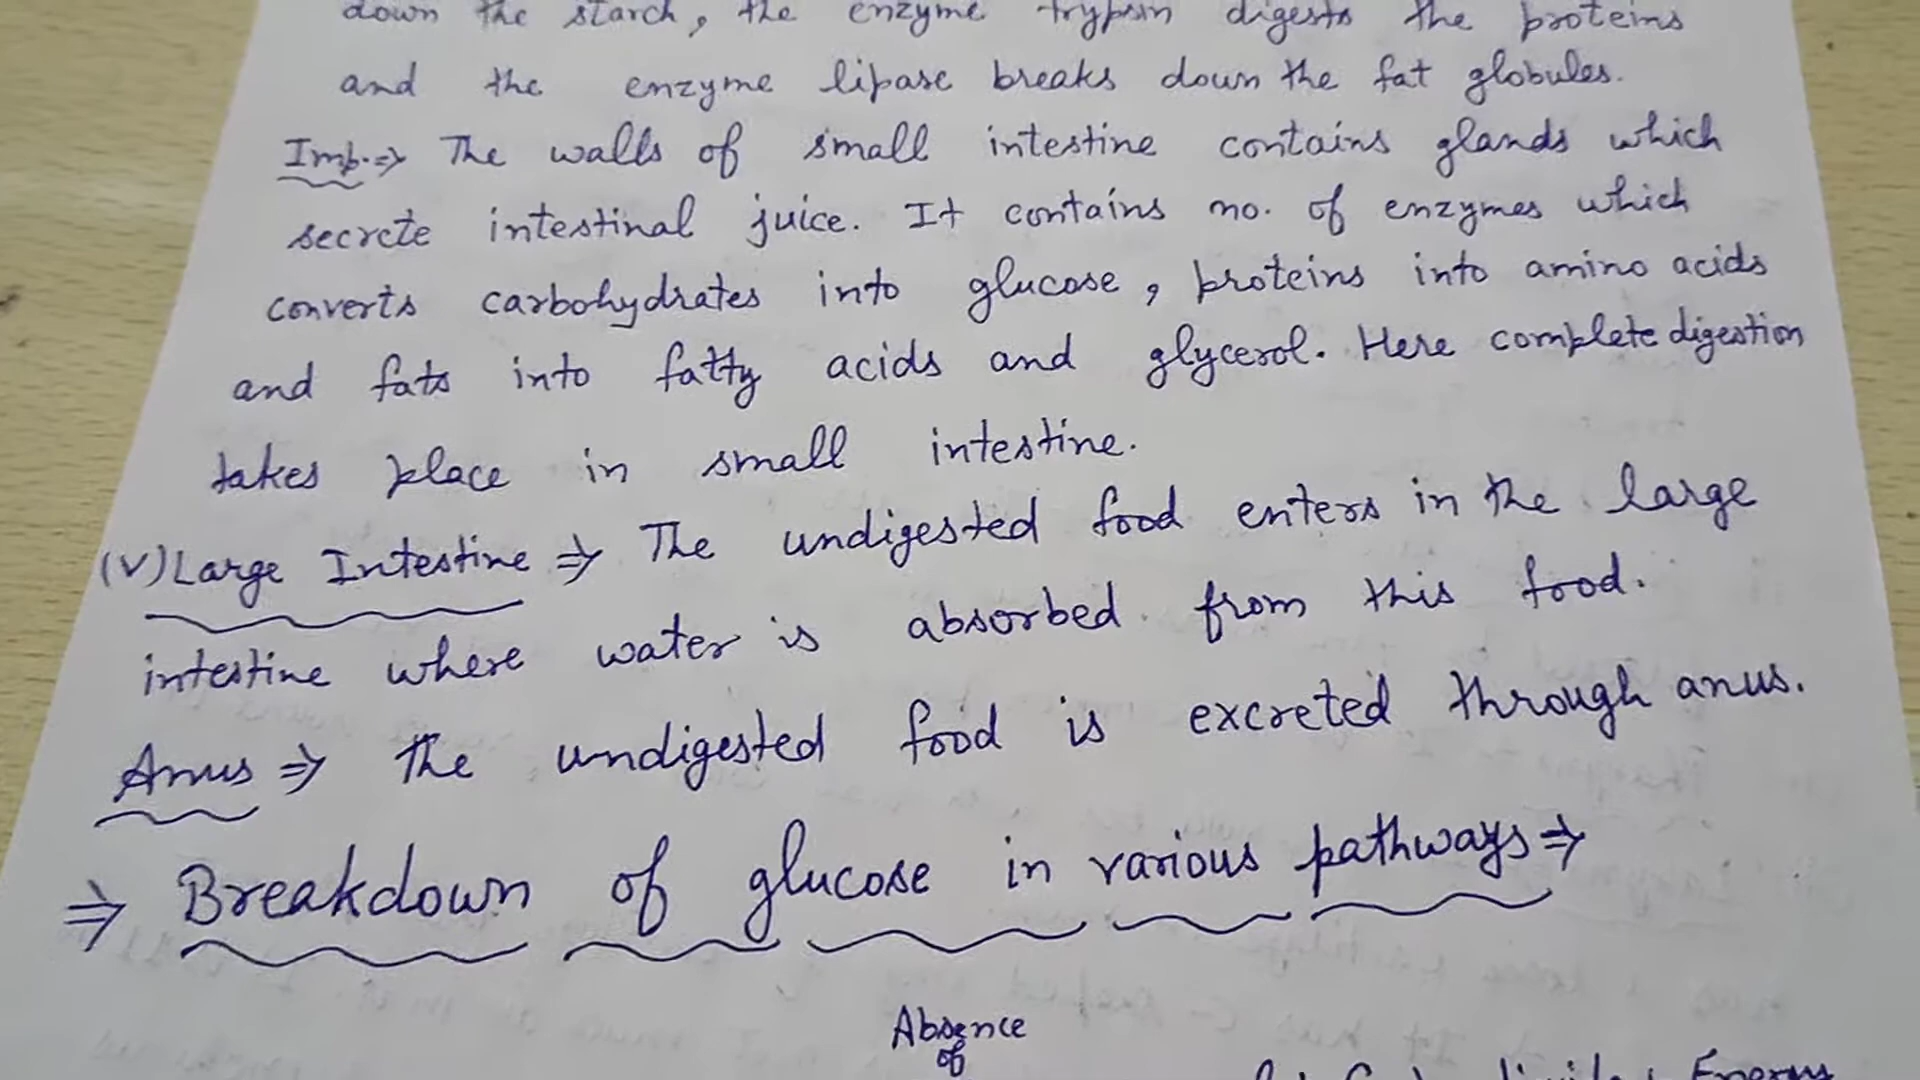 down the starch, the enzyme trypsin digests the proteins
and the enzyme lipase breaks down the fat globules.
Imp.⇒ The walls of small intestine contains glands which
secrete intestinal juice. It contains no. of enzymes which
converts carbohydrates into glucose, proteins into amino acids
and fats into fatty acids and glycerol. Here complete digestion
takes place in small intestine.
(V) Large Intestine ⇒ The undigested food enters in the large
intestine where water is absorbed from this food.
Anus ⇒ The undigested food is excreted through anus.
⇒ Breakdown of glucose in various pathways ⇒
Absence
of
Energy